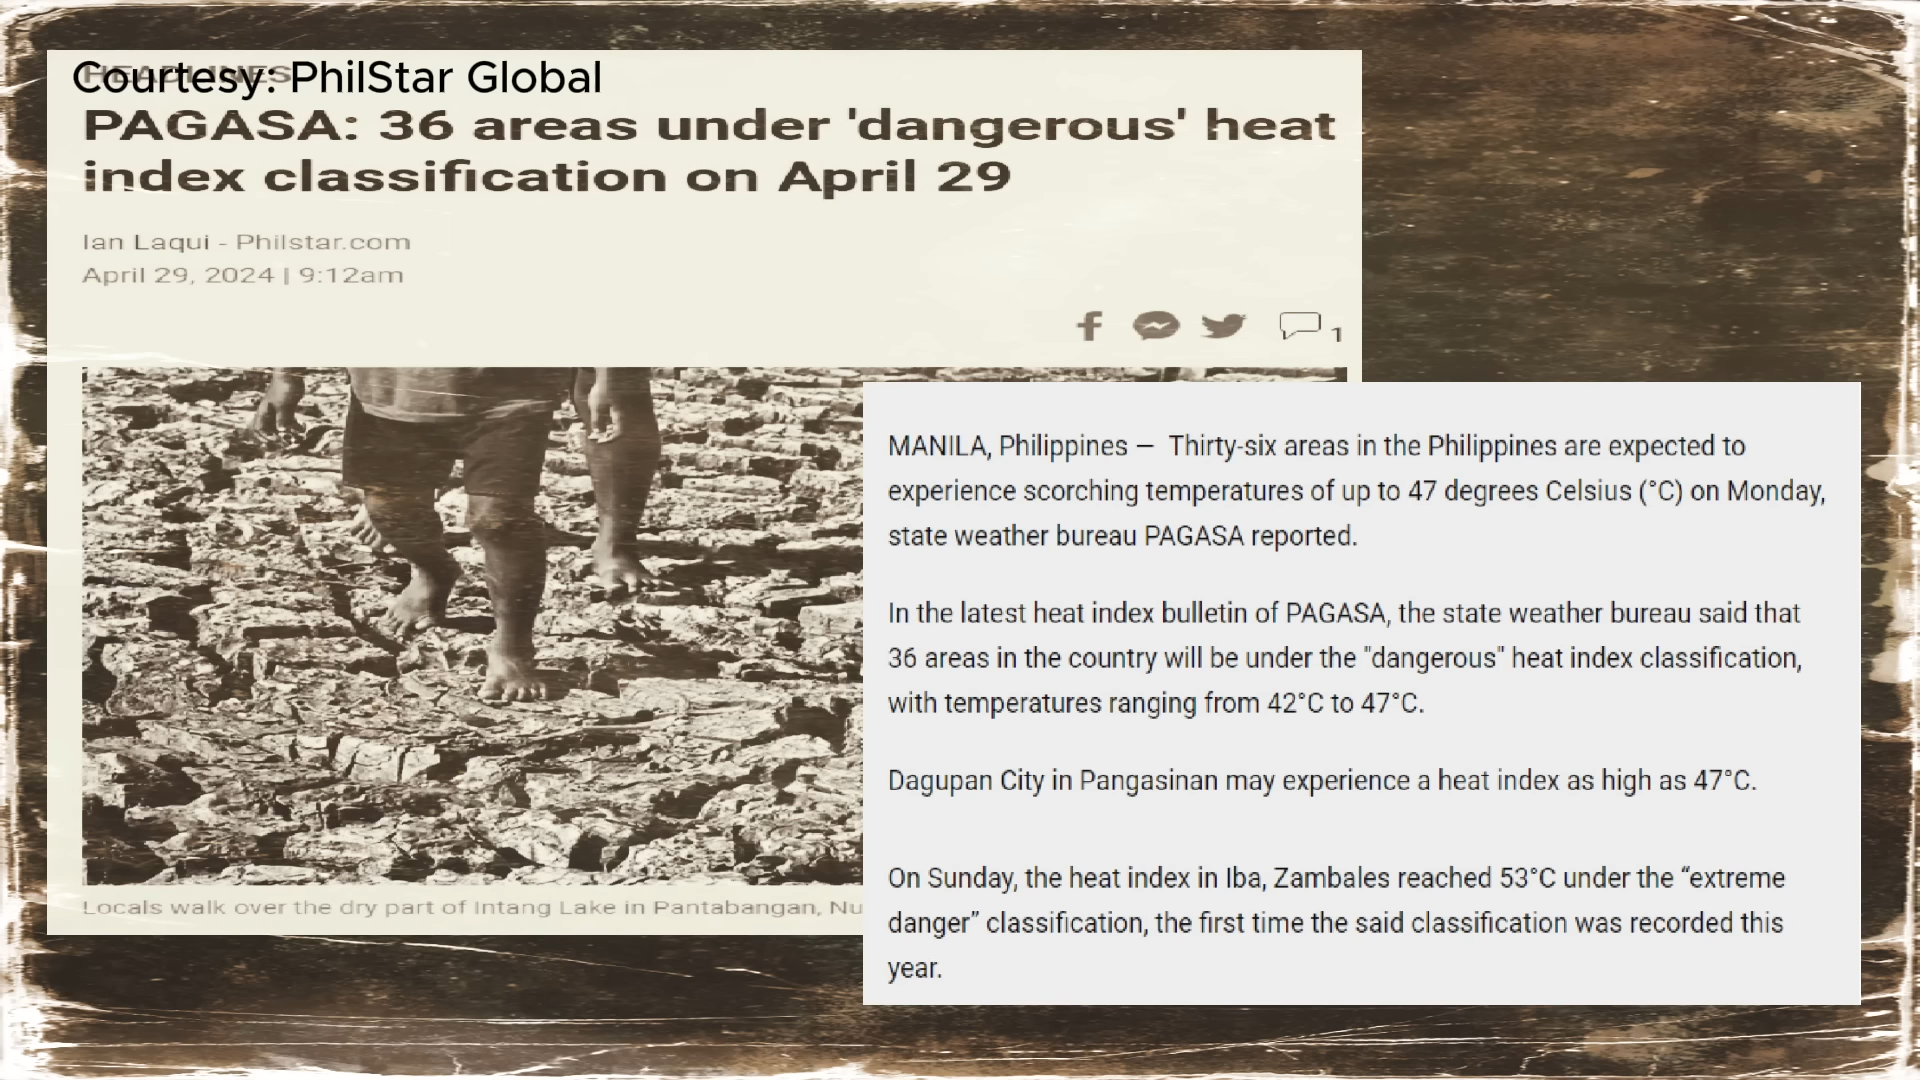 HEADLINES
Courtesy: PhilStar Global
PAGASA: 36 areas under 'dangerous' heat
index classification on April 29
Ian Laqui - Philstar.com
April 29, 2024 | 9:12am
1
Locals walk over the dry part of Intang Lake in Pantabangan, Nu
MANILA, Philippines — Thirty-six areas in the Philippines are expected to
experience scorching temperatures of up to 47 degrees Celsius (°C) on Monday,
state weather bureau PAGASA reported.
In the latest heat index bulletin of PAGASA, the state weather bureau said that
36 areas in the country will be under the "dangerous" heat index classification,
with temperatures ranging from 42°C to 47°C.
Dagupan City in Pangasinan may experience a heat index as high as 47°C.
On Sunday, the heat index in Iba, Zambales reached 53°C under the “extreme
danger” classification, the first time the said classification was recorded this
year.